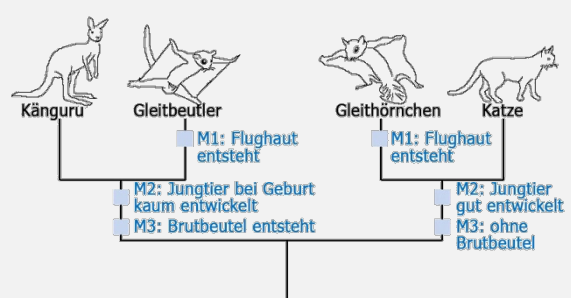 Känguru
Gleitbeutler
Gleithörnchen
Katze
M1: Flughaut
entsteht
M1: Flughaut
entsteht
M2: Jungtier bei Geburt
kaum entwickelt
M3: Brutbeutel entsteht
M2: Jungtier
gut entwickelt
M3: ohne
Brutbeutel